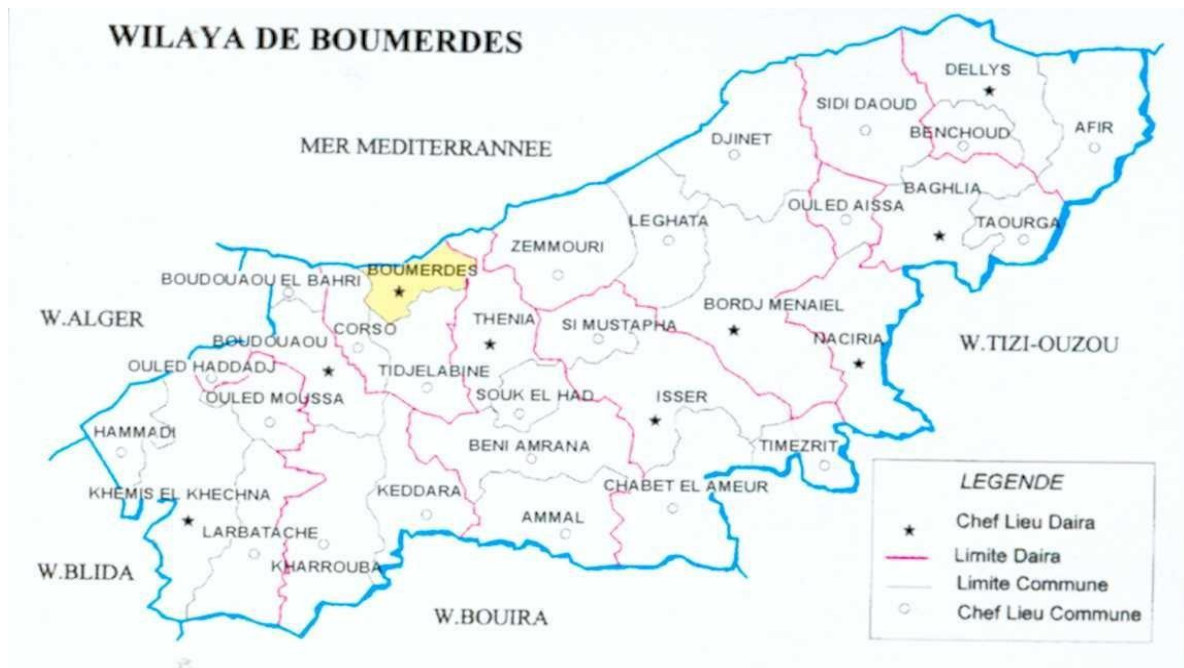 WILAYA DE BOUMERDES
DELLYS
SIDI DAOUD
BENCHOUD
AFIR
DJINET
MER MEDITERRANNEE
BAGHLIA
OULED AISSA
TAOURGA
LEGHATA
ZEMMOURI
BOUMERDES
BOUDOUAOU EL BAHRI
BORDJ MENAIEL
W.ALGER
THENIA
SI MUSTAPHA
CORSO
BOUDOUAOU
NACIRIA
W.TIZI-OUZOU
OULED HADDADJ
TIDJELABINE
OULED MOUSSA
SOUK EL HAD
ISSER
HAMMADI
BENI AMRANA
TIMEZRIT
KHEMIS EL KHECHNA
KEDDARA
CHABET EL AMEUR
LARBATACHE
AMMAL
KHARROUBA
W.BLIDA
W.BOUIRA
LEGENDE
Chef Lieu Daira
Limite Daira
Limite Commune
Chef Lieu Commune